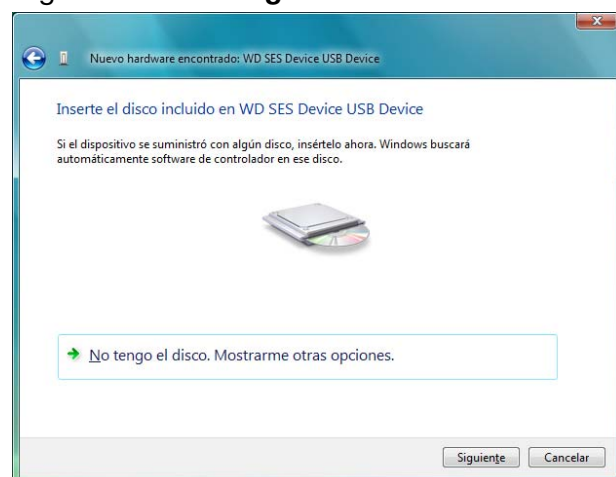 Nuevo hardware encontrado: WD SES Device USB Device
Inserte el disco incluido en WD SES Device USB Device
Si el dispositivo se suministró con algún disco, insértelo ahora. Windows buscará
automáticamente software de controlador en ese disco.
No tengo el disco. Mostrarme otras opciones.
Siguiente
Cancelar